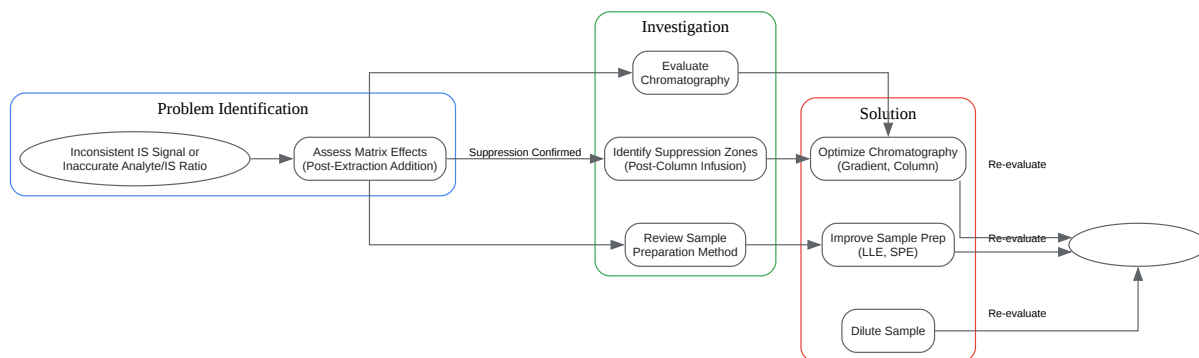 Problem Identification
Inconsistent IS Signal or
Inaccurate Analyte/IS Ratio
Assess Matrix Effects
(Post-Extraction Addition)
Suppression Confirmed
Investigation
Evaluate
Chromatography
Identify Suppression Zones
(Post-Column Infusion)
Review Sample
Preparation Method
Solution
Optimize Chromatography
(Gradient, Column)
Improve Sample Prep
(LLE, SPE)
Dilute Sample
Re-evaluate
Re-evaluate
Re-evaluate